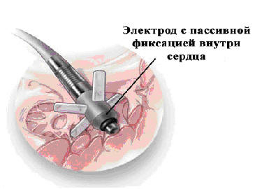 Электрод с пассивной
фиксацией внутри
сердца